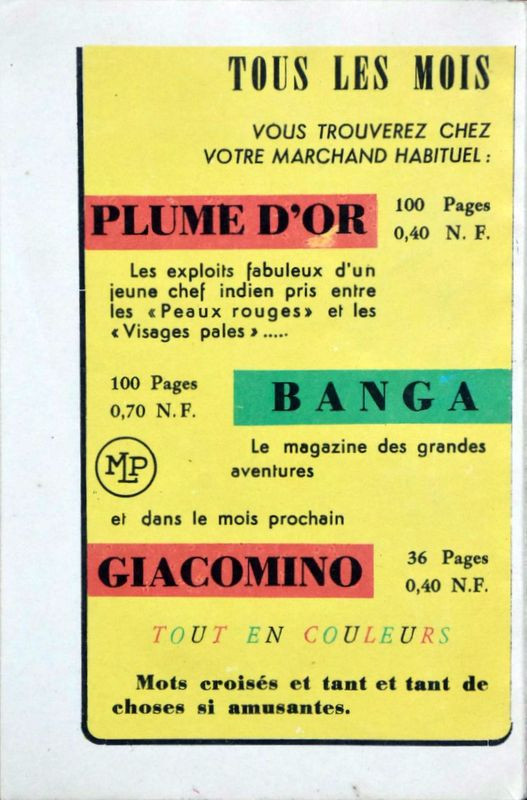 TOUS LES MOIS
VOUS TROUVEREZ CHEZ
VOTRE MARCHAND HABITUEL :
PLUME D'OR
100 Pages
0,40 N. F.
Les exploits fabuleux d'un
jeune chef indien pris entre
les «Peaux rouges» et les
«Visages pales» .....
100 Pages
0,70 N. F.
BANGA
MLP
Le magazine des grandes
aventures
et dans le mois prochain
GIACOMINO
36 Pages
0,40 N.F.
TOUT EN COULEURS
Mots croisés et tant et tant de
choses si amusantes.